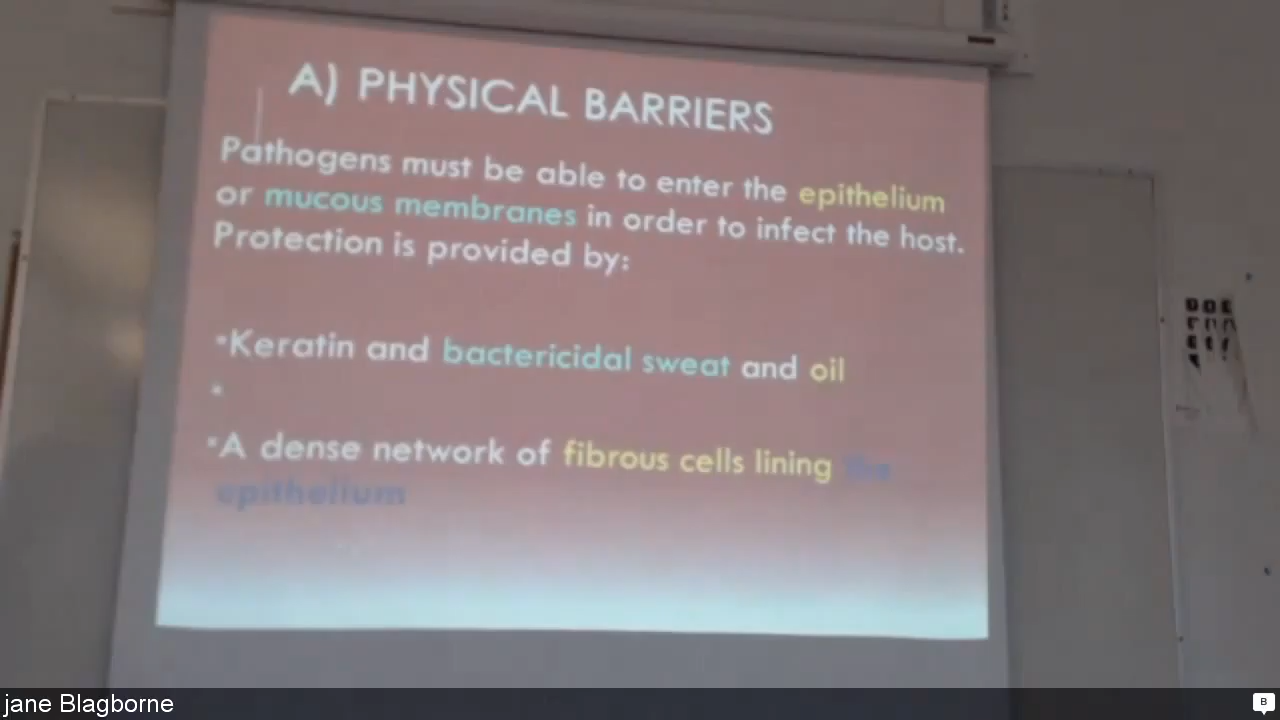 A) PHYSICAL BARRIERS
Pathogens must be able to enter the epithelium
or mucous membranes in order to infect the host.
Protection is provided by:
•Keratin and bactericidal sweat and oil
•
•A dense network of fibrous cells lining the
epithelium
jane Blagborne
B